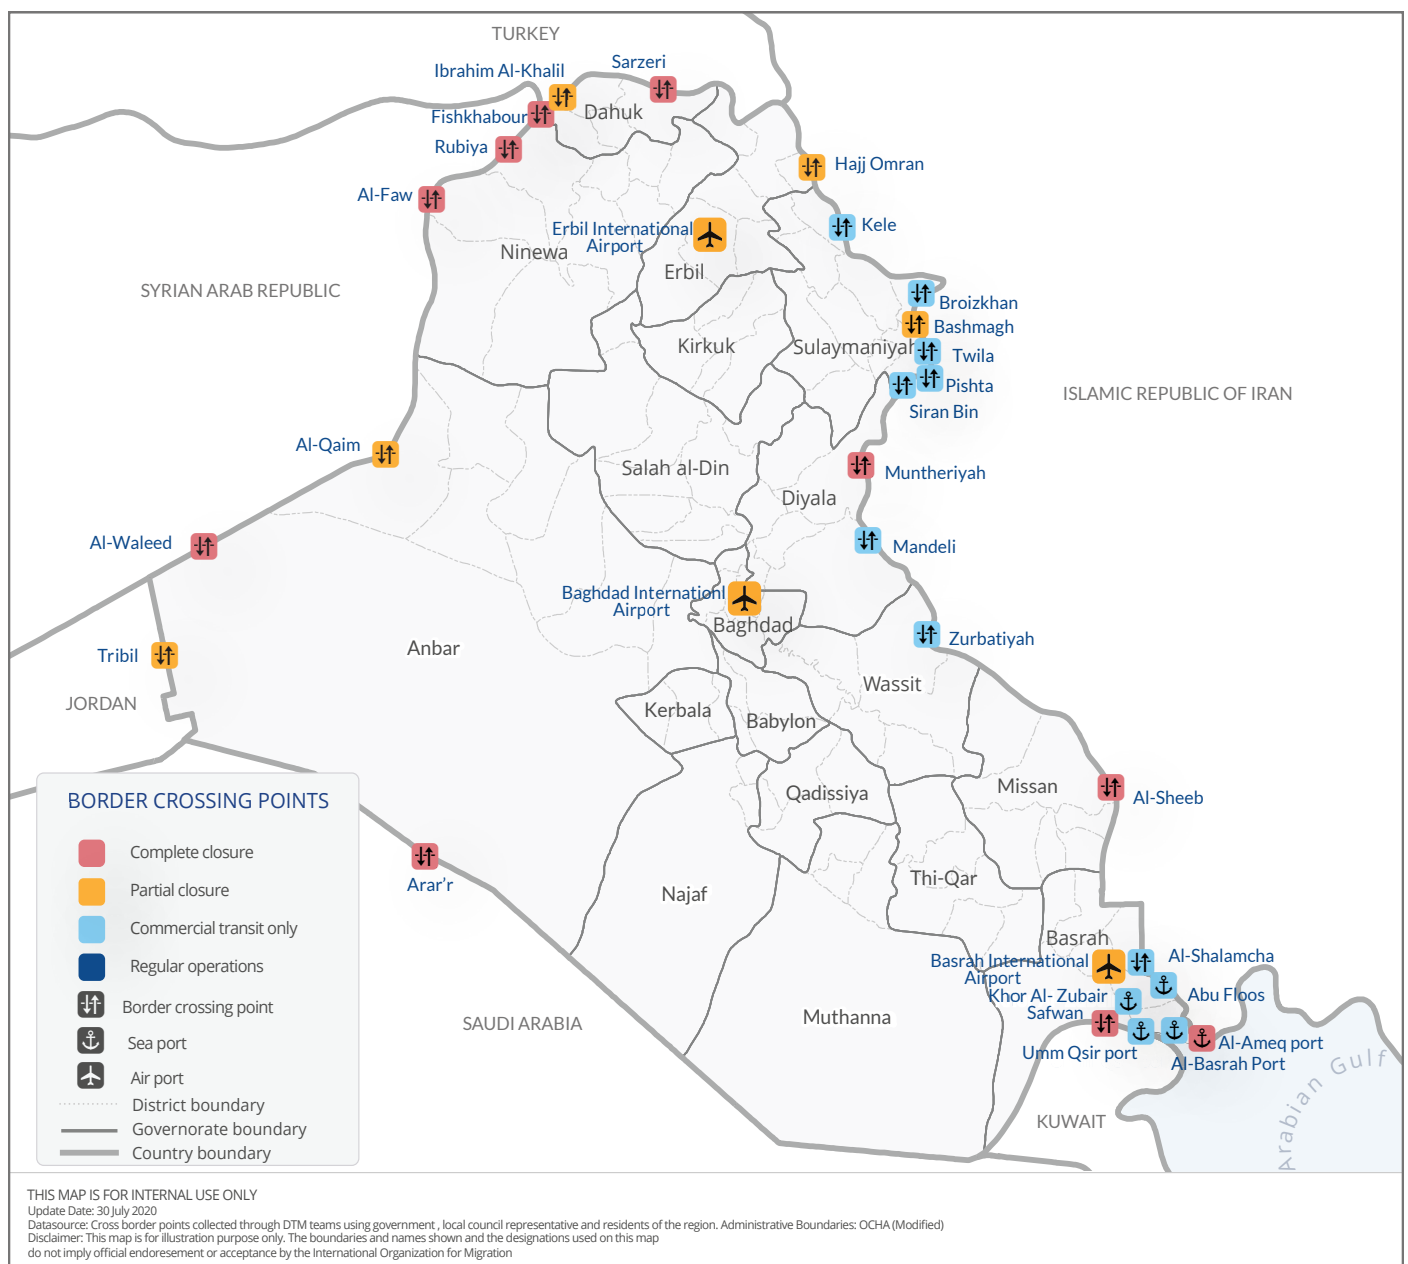 TURKEY
Sarzeri
Ibrahim Al-Khalil
Dahuk
Fishkhabour
Rubiya
Hajj Omran
Al-Faw
Kele
Erbil International
Airport
Ninewa
Erbil
SYRIAN ARAB REPUBLIC
Broizkhan
Bashmagh
Kirkuk
Sulaymaniyah
Twila
Pishta
ISLAMIC REPUBLIC OF IRAN
Siran Bin
Al-Qaim
Salah al-Din
Muntheriyah
Diyala
Al-Waleed
Mandeli
Baghdad Internationl
Airport
Baghdad
Zurbatiyah
Anbar
Tribil
Wassit
JORDAN
Kerbala
Babylon
Missan
Qadissiya
Al-Sheeb
Arar’r
Thi-Qar
Najaf
Basrah
Basrah International
Airport
Al-Shalamcha
Khor Al- Zubair
Abu Floos
Safwan
Muthanna
SAUDI ARABIA
Umm Qsir port
Al-Ameq port
Al-Basrah Port
KUWAIT
Arabian Gulf
BORDER CROSSING POINTS
Complete closure
Partial closure
Commercial transit only
Regular operations
Border crossing point
Sea port
Air port
District boundary
Governorate boundary
Country boundary
THIS MAP IS FOR INTERNAL USE ONLY
Update Date: 30 July 2020
Datasource: Cross border points collected through DTM teams using government , local council representative and residents of the region. Administrative Boundaries: OCHA (Modified)
Disclaimer: This map is for illustration purpose only. The boundaries and names shown and the designations used on this map
do not imply official endoresement or acceptance by the International Organization for Migration